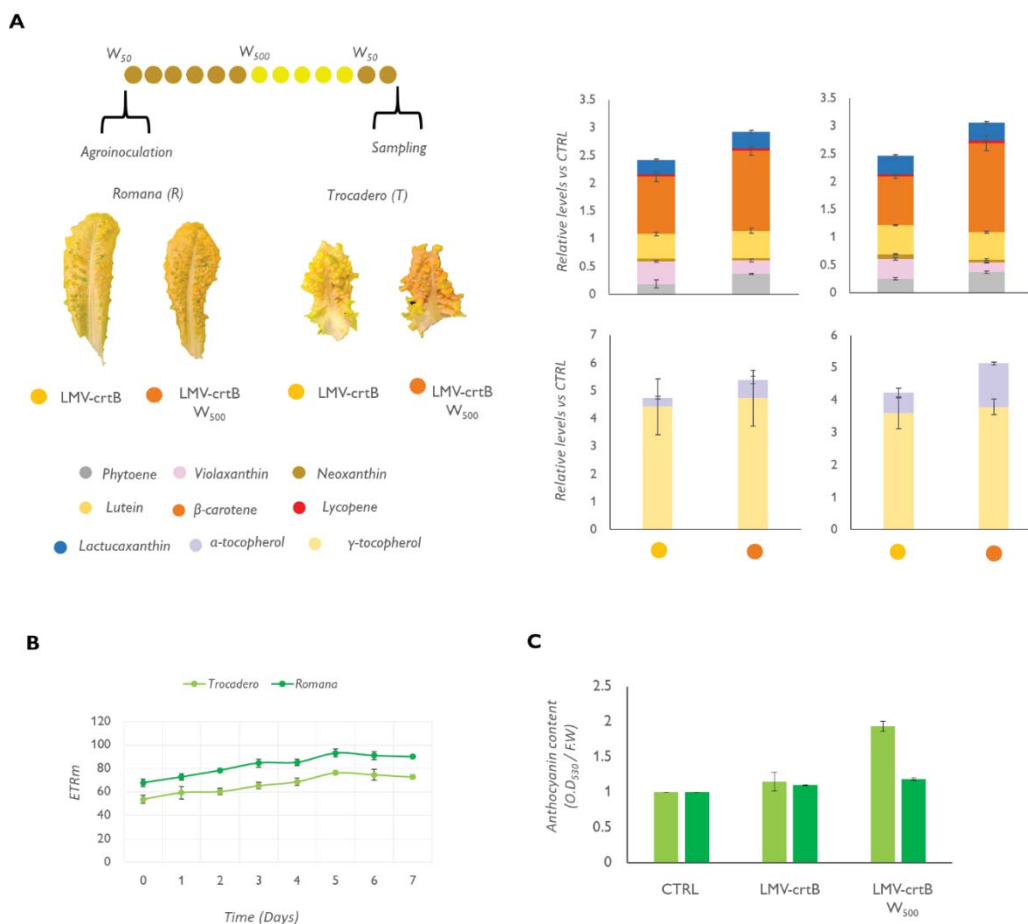 A
W50
W500
W50
Agroinoculation
Sampling
Romana (R)
Trocadero (T)
LMV-crtB
LMV-crtB
W500
LMV-crtB
LMV-crtB
W500
Phytoene
Violaxanthin
Neoxanthin
Lutein
β-carotene
Lycopene
Lactucaxanthin
α-tocopherol
γ-tocopherol
Relative levels vs CTRL
3.5
3
2.5
2
1.5
1
0.5
0
3.5
3
2.5
2
1.5
1
0.5
0
Relative levels vs CTRL
7
6
5
4
3
2
1
0
6
5
4
3
2
1
0
B
Trocadero
Romana
ETRm
120
100
80
60
40
20
0
0 1 2 3 4 5 6 7
Time (Days)
C
Anthocyanin content
(O.D530/ F.W)
2.5
2
1.5
1
0.5
0
CTRL
LMV-crtB
LMV-crtB
W500